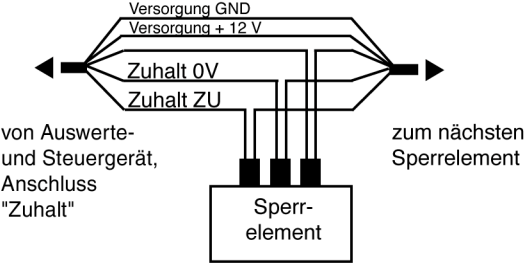 Versorgung GND
Versorgung + 12 V
Zuhalt 0V
Zuhalt ZU
von Auswerte-
und Steuergerät,
Anschluss
"Zuhalt"
zum nächsten
Sperrelement
Sperr-
element